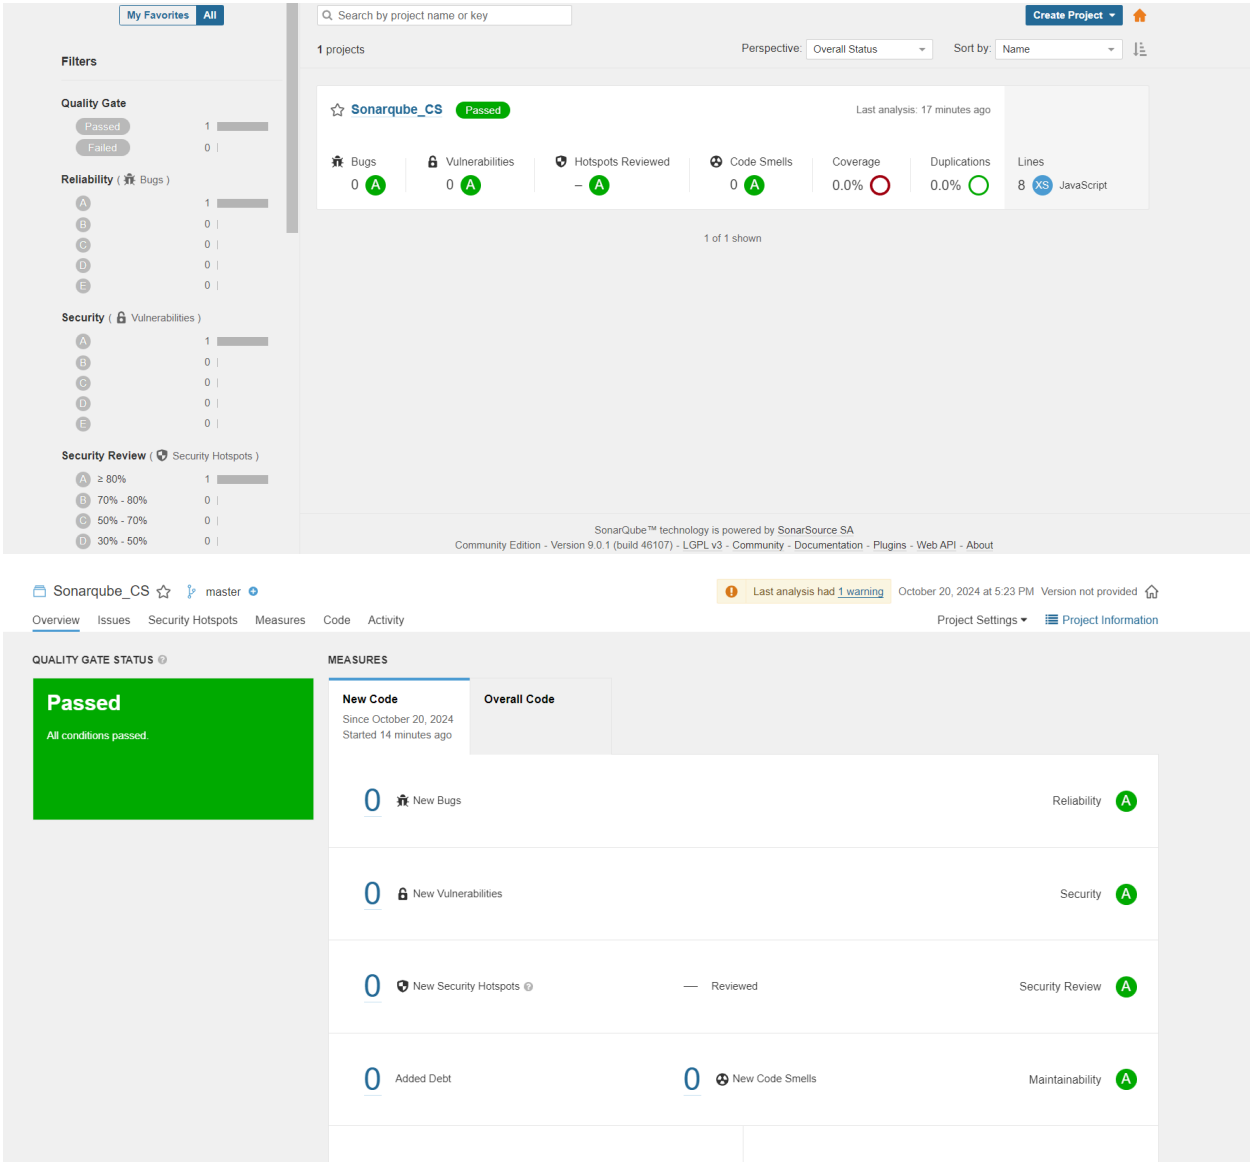 My Favorites All
Search by project name or key
Create Project
1 projects
Perspective: Overall Status
Sort by: Name
Filters
Quality Gate
Passed 1
Failed 0
Reliability ( Bugs )
A 1
B 0
C 0
D 0
E 0
Security ( Vulnerabilities )
A 1
B 0
C 0
D 0
E 0
Security Review ( Security Hotspots )
A ≥ 80% 1
B 70% - 80% 0
C 50% - 70% 0
D 30% - 50% 0
Sonarqube_CS Passed
Last analysis: 17 minutes ago
Bugs Vulnerabilities Hotspots Reviewed Code Smells Coverage Duplications Lines
0 A 0 A – A 0 A 0.0% 0.0% 8 XS JavaScript
1 of 1 shown
SonarQube™ technology is powered by SonarSource SA
Community Edition - Version 9.0.1 (build 46107) - LGPL v3 - Community - Documentation - Plugins - Web API - About
Sonarqube_CS master
Last analysis had 1 warning October 20, 2024 at 5:23 PM Version not provided
Overview Issues Security Hotspots Measures Code Activity
Project Settings Project Information
QUALITY GATE STATUS ?
MEASURES
Passed
All conditions passed.
New Code
Since October 20, 2024
Started 14 minutes ago
Overall Code
0 New Bugs Reliability A
0 New Vulnerabilities Security A
0 New Security Hotspots ? — Reviewed Security Review A
0 Added Debt 0 New Code Smells Maintainability A